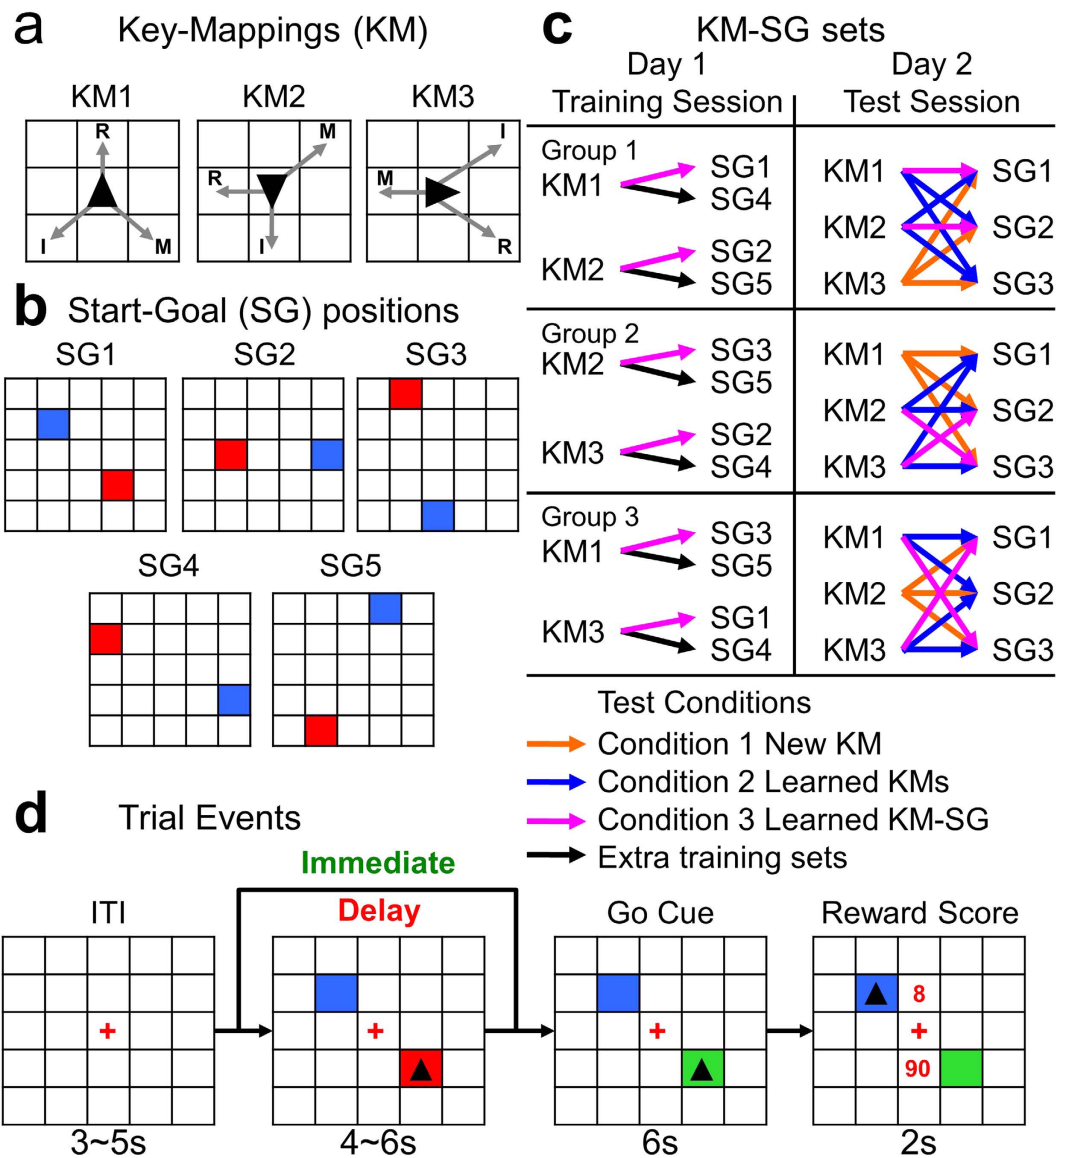 a Key-Mappings (KM)
KM1 KM2 KM3
R
I
M
M
R
I
I
M
R
b Start-Goal (SG) positions
SG1 SG2 SG3
SG4 SG5
c KM-SG sets
Day 1 Day 2
Training Session Test Session
Group 1
KM1
SG1
SG4
KM2
SG2
SG5
KM1 SG1
KM2 SG2
KM3 SG3
Group 2
KM2
SG3
SG5
KM3
SG2
SG4
KM1 SG1
KM2 SG2
KM3 SG3
Group 3
KM1
SG3
SG5
KM3
SG1
SG4
KM1 SG1
KM2 SG2
KM3 SG3
Test Conditions
Condition 1 New KM
Condition 2 Learned KMs
Condition 3 Learned KM-SG
Extra training sets
d Trial Events
Immediate
ITI Delay Go Cue Reward Score
+ + + 8
+
90
3~5s 4~6s 6s 2s